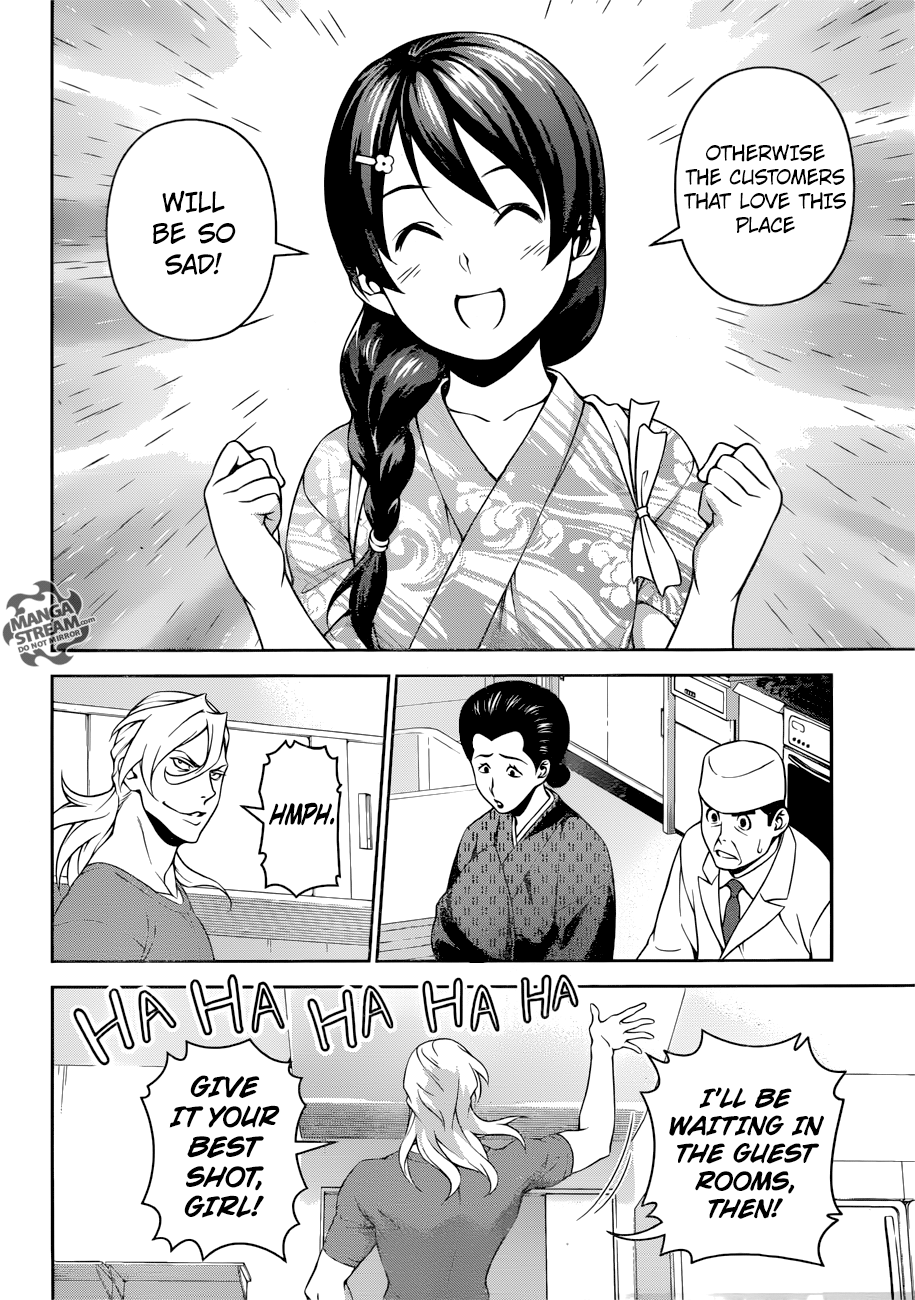 OTHERWISE
THE CUSTOMERS
THAT LOVE THIS
PLACE
WILL
BE SO
SAD!
MANGA
STREAM.com
DO NOT MIRROR
HMPH.
HA HA HA HA HA
I'LL BE
WAITING IN
THE GUEST
ROOMS,
THEN!
GIVE
IT YOUR
BEST
SHOT,
GIRL!